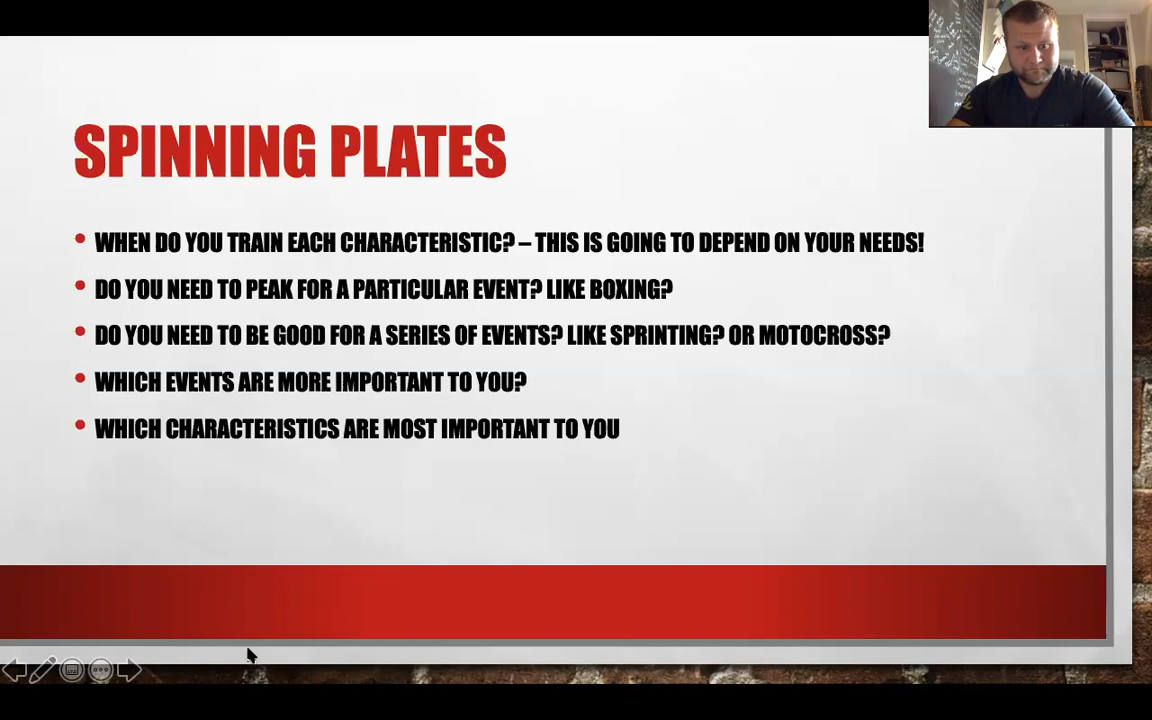 SPINNING PLATES
WHEN DO YOU TRAIN EACH CHARACTERISTIC? – THIS IS GOING TO DEPEND ON YOUR NEEDS!
DO YOU NEED TO PEAK FOR A PARTICULAR EVENT? LIKE BOXING?
DO YOU NEED TO BE GOOD FOR A SERIES OF EVENTS? LIKE SPRINTING? OR MOTOCROSS?
WHICH EVENTS ARE MORE IMPORTANT TO YOU?
WHICH CHARACTERISTICS ARE MOST IMPORTANT TO YOU